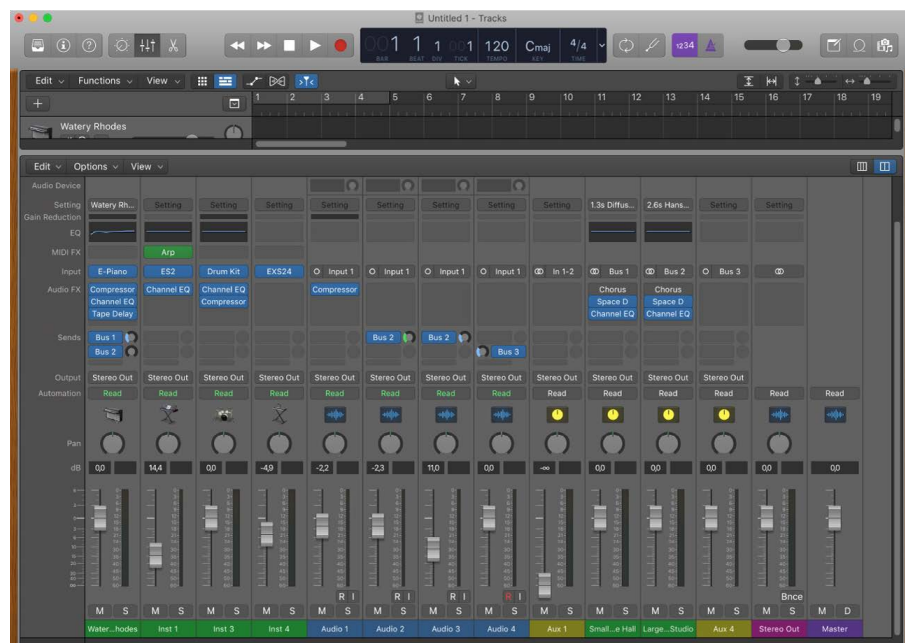 Untitled 1 - Tracks
001 1 1 001 120 Cmaj 4/4 1234
BAR BEAT DIV TICK TEMPO KEY TIME
Edit Functions View
1 2 3 4 5 6 7 8 9 10 11 12 13 14 15 16 17 18 19
Watery Rhodes
Edit Options View
Audio Device
Setting Watery Rh... Setting Setting Setting Setting Setting Setting Setting Setting 1.3s Diffus... 2.6s Hans... Setting Setting
Gain Reduction
EQ
MIDI FX Arp
Input E-Piano ES2 Drum Kit EXS24 Input 1 Input 1 Input 1 Input 1 In 1-2 Bus 1 Bus 2 Bus 3
Audio FX Compressor Channel EQ Channel EQ Compressor Chorus Chorus
Channel EQ Compressor Space D Space D
Tape Delay Channel EQ Channel EQ
Sends Bus 1 Bus 2 Bus 2
Bus 2 Bus 3
Output Stereo Out Stereo Out Stereo Out Stereo Out Stereo Out Stereo Out Stereo Out Stereo Out Stereo Out Stereo Out Stereo Out Stereo Out
Automation Read Read Read Read Read Read Read Read Read Read Read Read Read Read
Pan
dB 0,0 14,4 0,0 -4,9 -2,2 -2,3 11,0 0,0 -∞ 0,0 0,0 0,0 0,0 0,0
R I R I R I R I Bnce
M S M S M S M S M S M S M S M S M S M S M S M S M M D
Water...hodes Inst 1 Inst 3 Inst 4 Audio 1 Audio 2 Audio 3 Audio 4 Aux 1 Small...e Hall Large...Studio Aux 4 Stereo Out Master